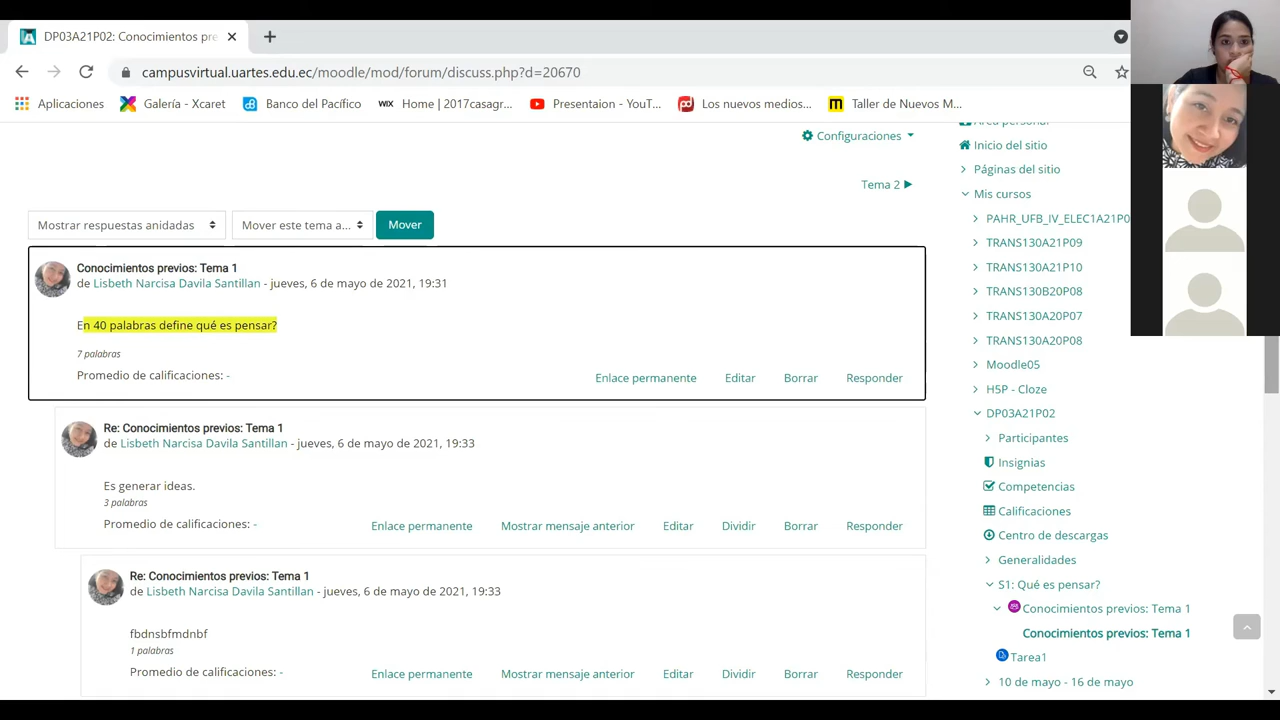 DP03A21P02: Conocimientos pre
campusvirtual.uartes.edu.ec/moodle/mod/forum/discuss.php?d=20670
Aplicaciones
Galería - Xcaret
Banco del Pacífico
WIX Home | 2017casagr...
Presentaion - YouT...
Los nuevos medios...
Taller de Nuevos M...
Configuraciones
Tema 2
Mostrar respuestas anidadas
Mover este tema a...
Mover
Conocimientos previos: Tema 1
de Lisbeth Narcisa Davila Santillan - jueves, 6 de mayo de 2021, 19:31
En 40 palabras define qué es pensar?
7 palabras
Promedio de calificaciones: -
Enlace permanente Editar Borrar Responder
Re: Conocimientos previos: Tema 1
de Lisbeth Narcisa Davila Santillan - jueves, 6 de mayo de 2021, 19:33
Es generar ideas.
3 palabras
Promedio de calificaciones: -
Enlace permanente Mostrar mensaje anterior Editar Dividir Borrar Responder
Re: Conocimientos previos: Tema 1
de Lisbeth Narcisa Davila Santillan - jueves, 6 de mayo de 2021, 19:33
fbdnsbfmdnbf
1 palabras
Promedio de calificaciones: -
Enlace permanente Mostrar mensaje anterior Editar Dividir Borrar Responder
Área personal
Inicio del sitio
Páginas del sitio
Mis cursos
PAHR_UFB_IV_ELEC1A21P0
TRANS130A21P09
TRANS130A21P10
TRANS130B20P08
TRANS130A20P07
TRANS130A20P08
Moodle05
H5P - Cloze
DP03A21P02
Participantes
Insignias
Competencias
Calificaciones
Centro de descargas
Generalidades
S1: Qué es pensar?
Conocimientos previos: Tema 1
Conocimientos previos: Tema 1
Tarea1
10 de mayo - 16 de mayo